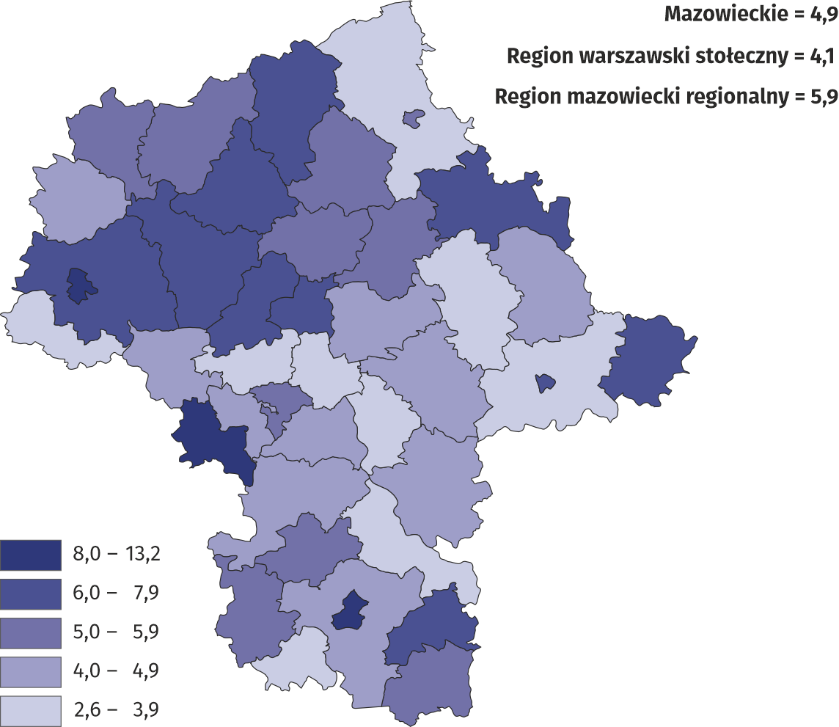 Mazowieckie = 4,9
Region warszawski stołeczny = 4,1
Region mazowiecki regionalny = 5,9
8,0 – 13,2
6,0 – 7,9
5,0 – 5,9
4,0 – 4,9
2,6 – 3,9